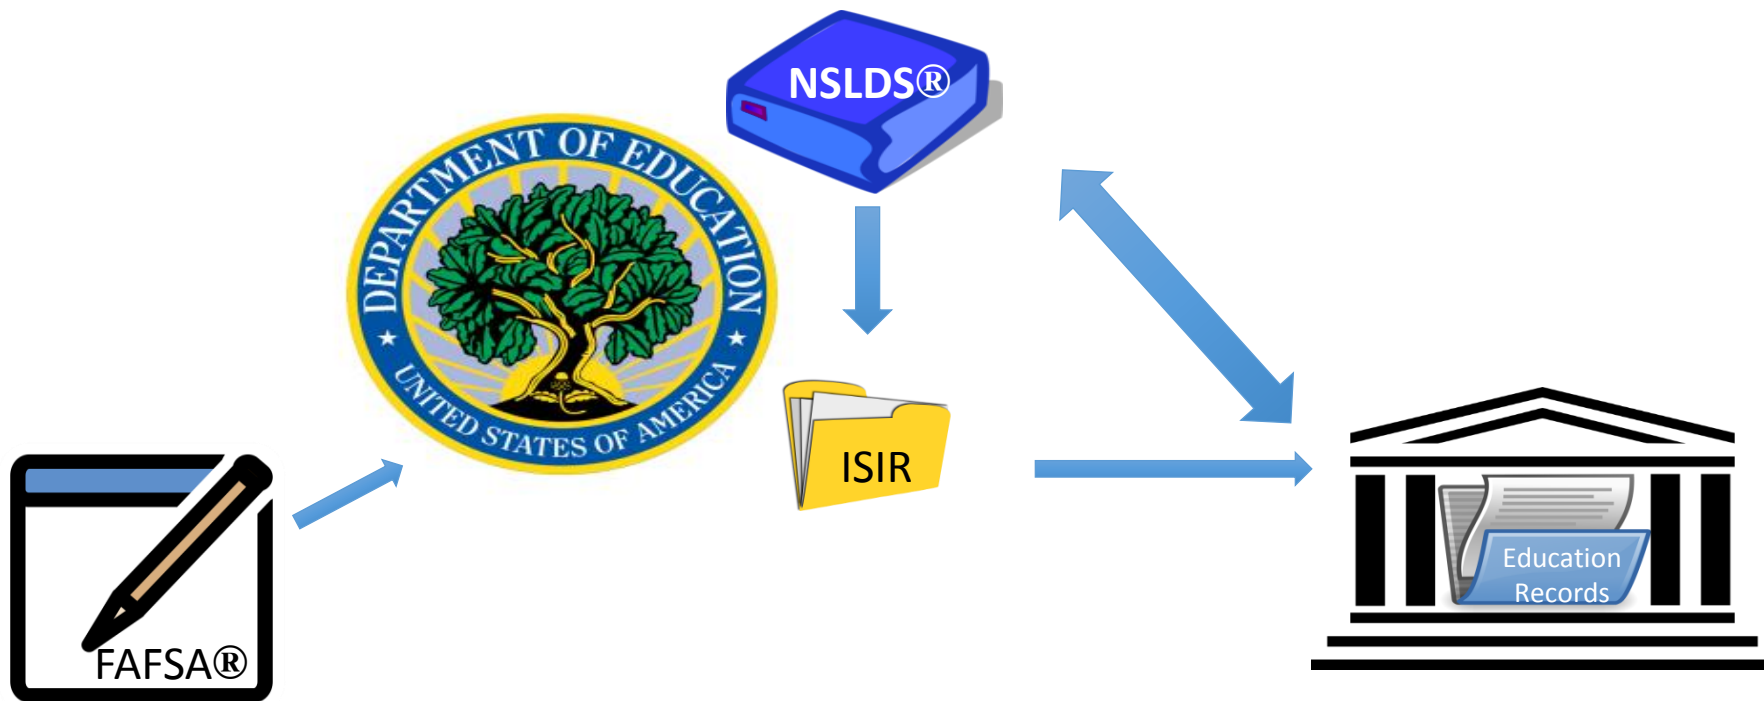 NSLDS®
DEPARTMENT OF EDUCATION
UNITED STATES OF AMERICA
ISIR
FAFSA®
Education
Records